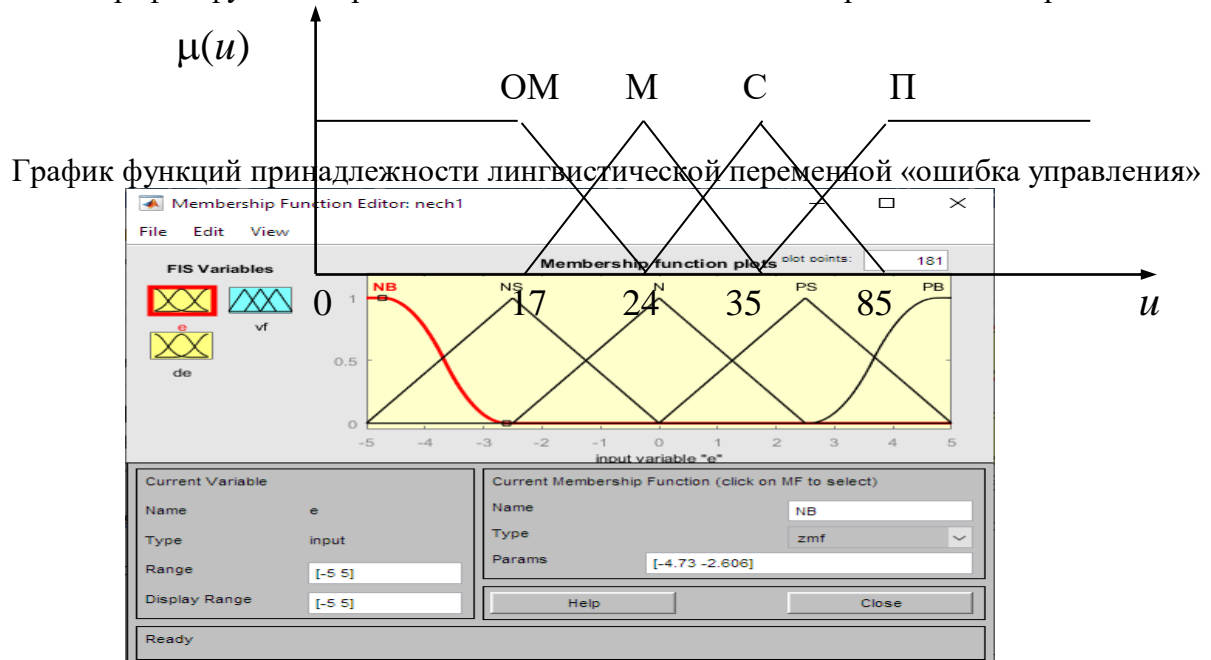 μ(u)
ОМ М С П
График функций принадлежности лингвистической переменной «ошибка управления»
Membership Function Editor: nech1
File Edit View
FIS Variables
Membership function plots plot points: 181
e
vf
de
NB NS N PS PB
0 17 24 35 85 u
1
0.5
0
-5 -4 -3 -2 -1 0 1 2 3 4 5
input variable "e"
Current Variable
Name e
Type input
Range [-5 5]
Display Range [-5 5]
Current Membership Function (click on MF to select)
Name NB
Type zmf
Params [-4.73 -2.606]
Help Close
Ready